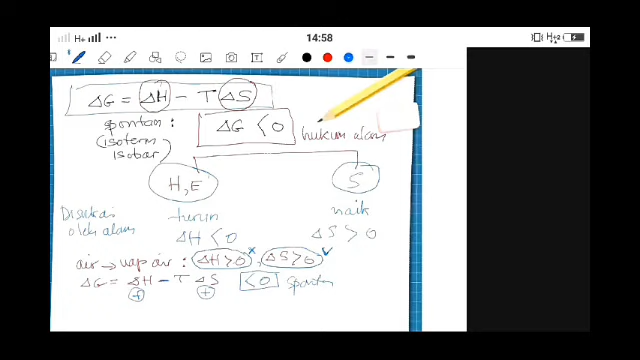 14:58
ΔG = ΔH − T ΔS
spontan : ΔG < 0 hukum alam
(isoterm
isobar)
H, E S
Disukai turun naik
oleh alam ΔH < 0 ΔS > 0
air → uap air : ΔH > 0 x , ΔS > 0 ✓
ΔG = ΔH − T ΔS < 0 spontan
(+) (+)